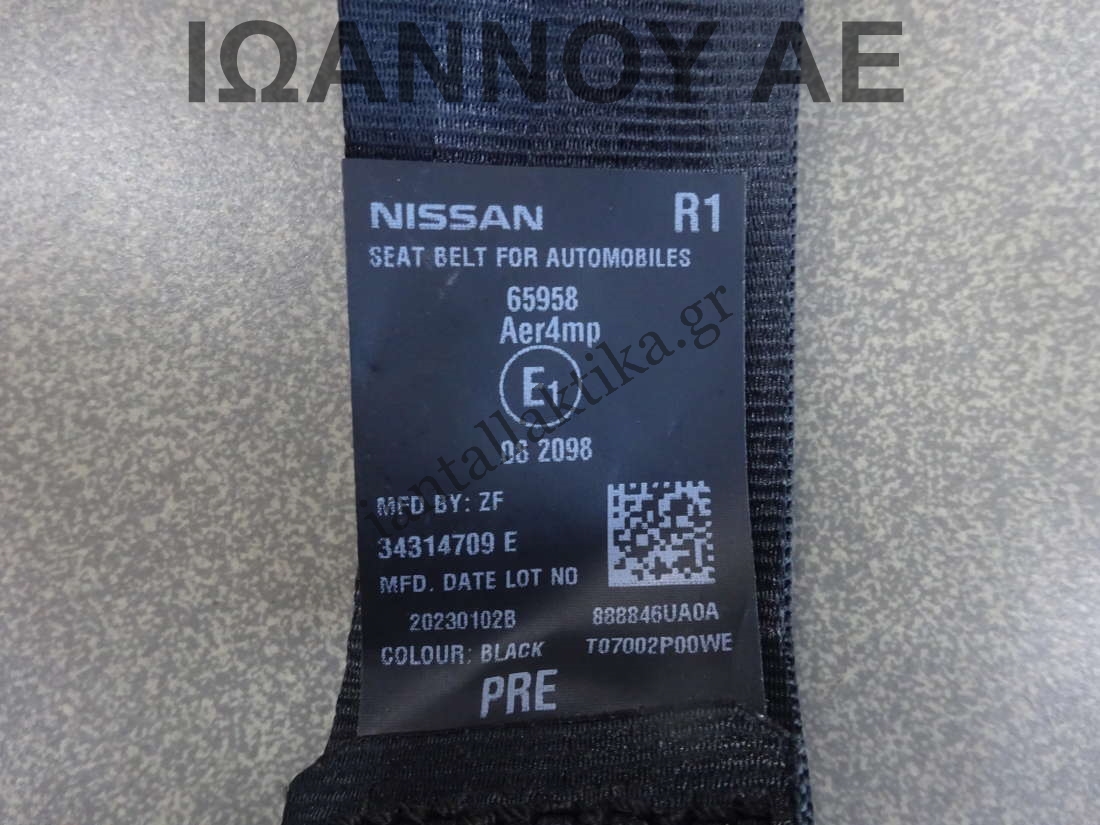 ΙΩΑΝΝΟΥ ΑΕ
NISSAN R1
SEAT BELT FOR AUTOMOBILES
65958
Aer4mp
E1
08 2098
iantallaktika.gr
MFD BY: ZF
34314709 E
MFD. DATE LOT NO
20230102B 888846UA0A
COLOUR: BLACK T07002P00WE
PRE